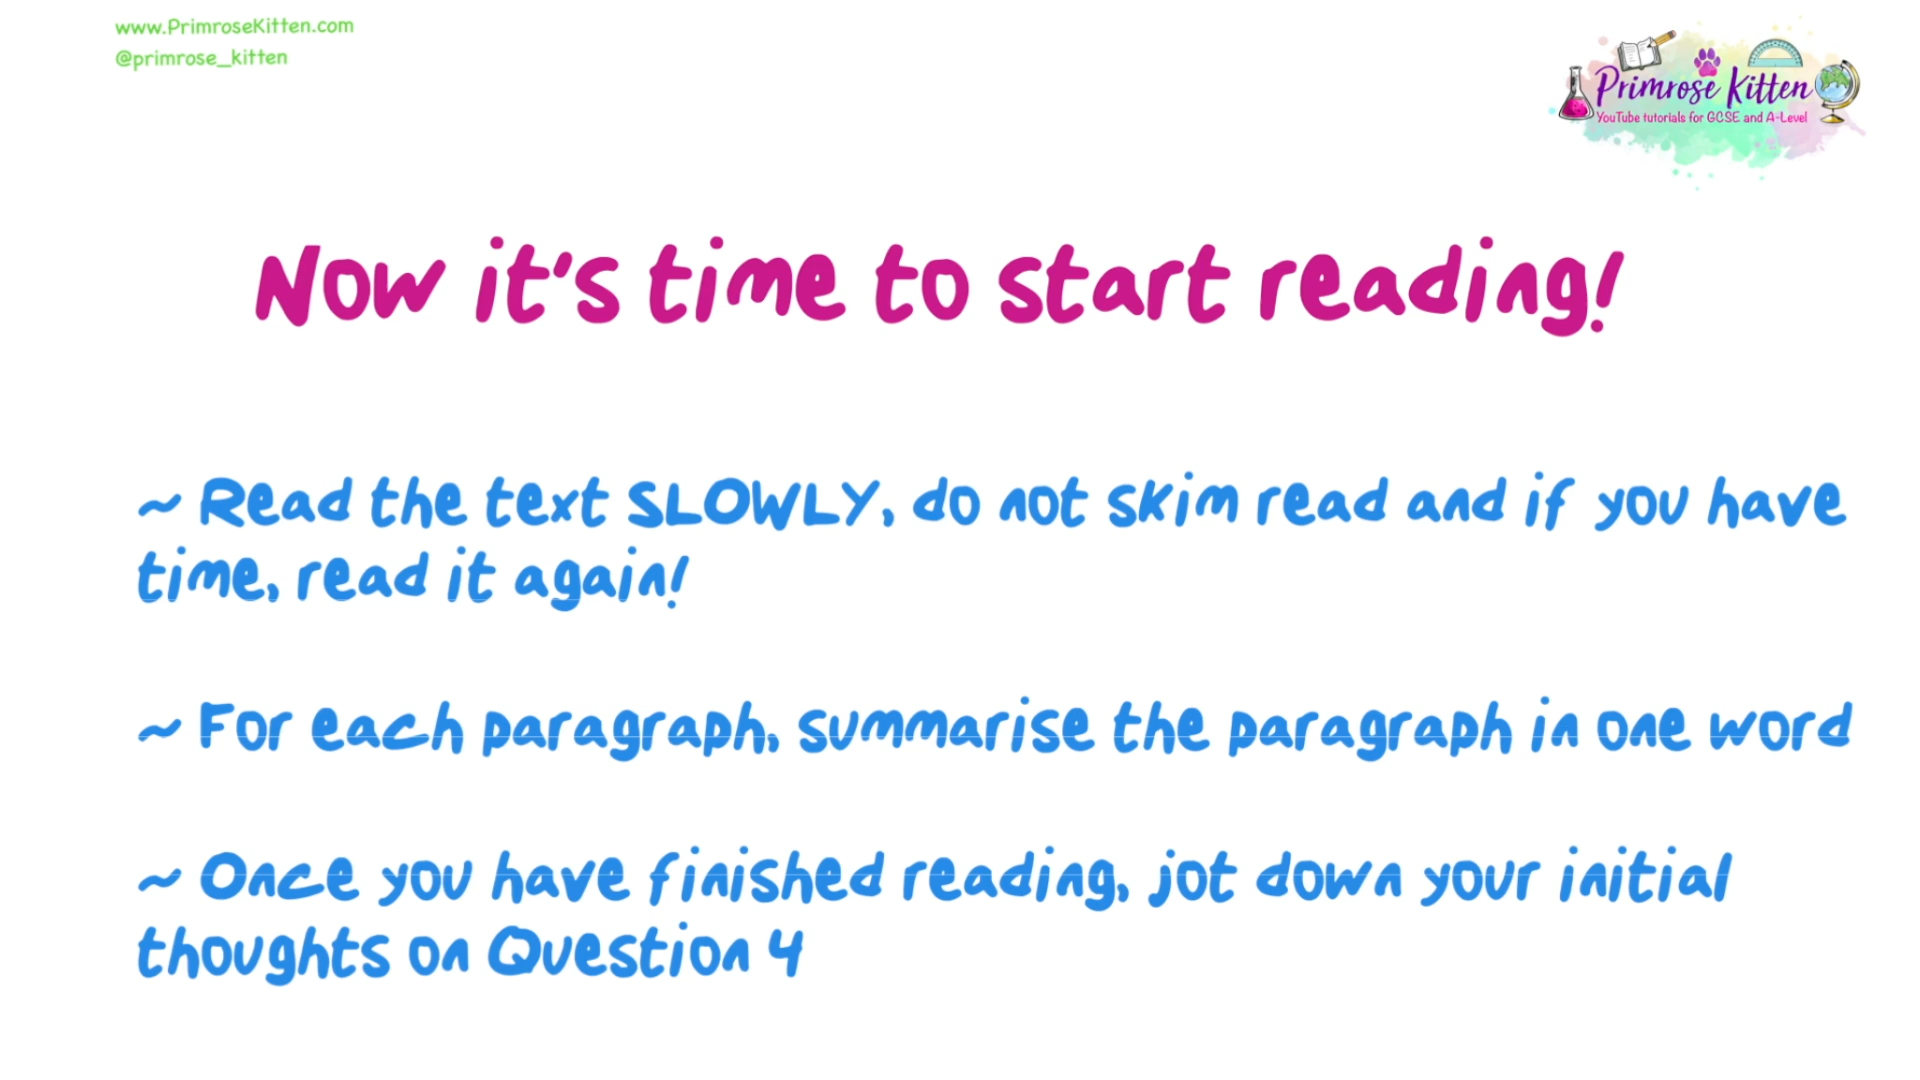 www.PrimroseKitten.com
@primrose_kitten
Primrose Kitten
YouTube tutorials for GCSE and A-Level
Now it's time to start reading!
~ Read the text SLOWLY, do not skim read and if you have
time, read it again!
~ For each paragraph, summarise the paragraph in one word
~ Once you have finished reading, jot down your initial
thoughts on Question 4